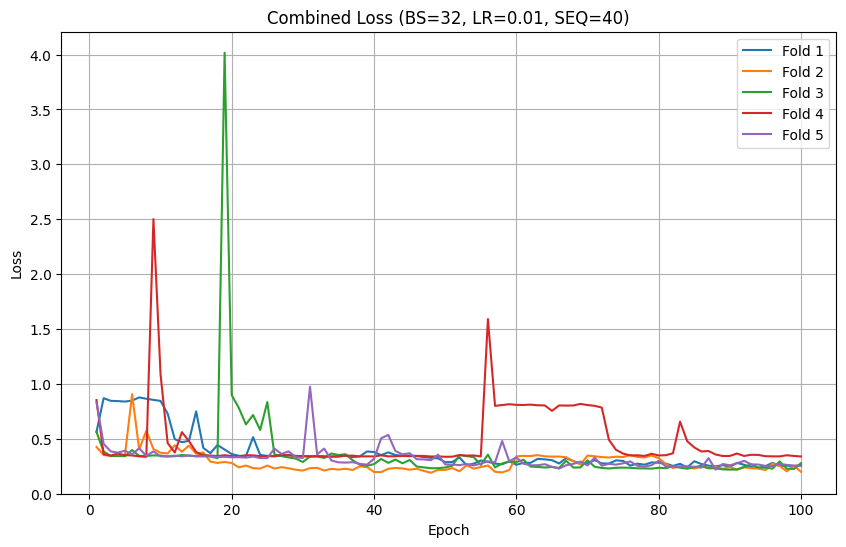 Combined Loss (BS=32, LR=0.01, SEQ=40)
Fold 1
Fold 2
Fold 3
Fold 4
Fold 5
Loss
4.0
3.5
3.0
2.5
2.0
1.5
1.0
0.5
0.0
0 20 40 60 80 100
Epoch